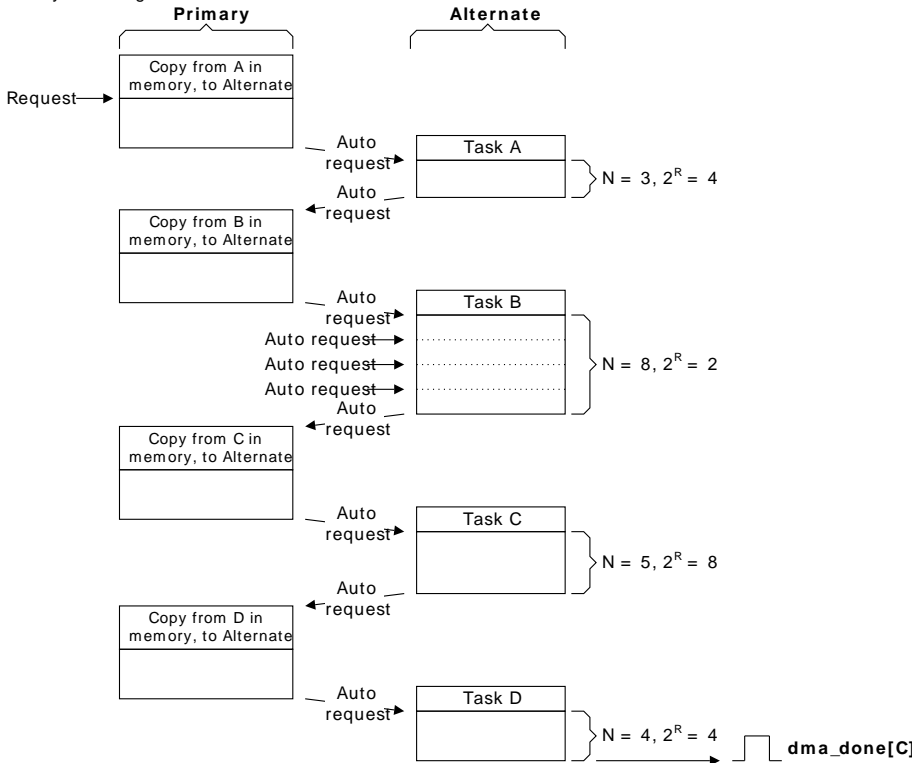 Primary
Alternate
Copy from A in
memory, to Alternate
Request
Auto
request
Task A
N = 3, 2^R = 4
Auto
request
Copy from B in
memory, to Alternate
Auto
request
Task B
Auto request
Auto request
Auto request
N = 8, 2^R = 2
Auto
request
Copy from C in
memory, to Alternate
Auto
request
Task C
N = 5, 2^R = 8
Auto
request
Copy from D in
memory, to Alternate
Auto
request
Task D
N = 4, 2^R = 4
dma_done[C]